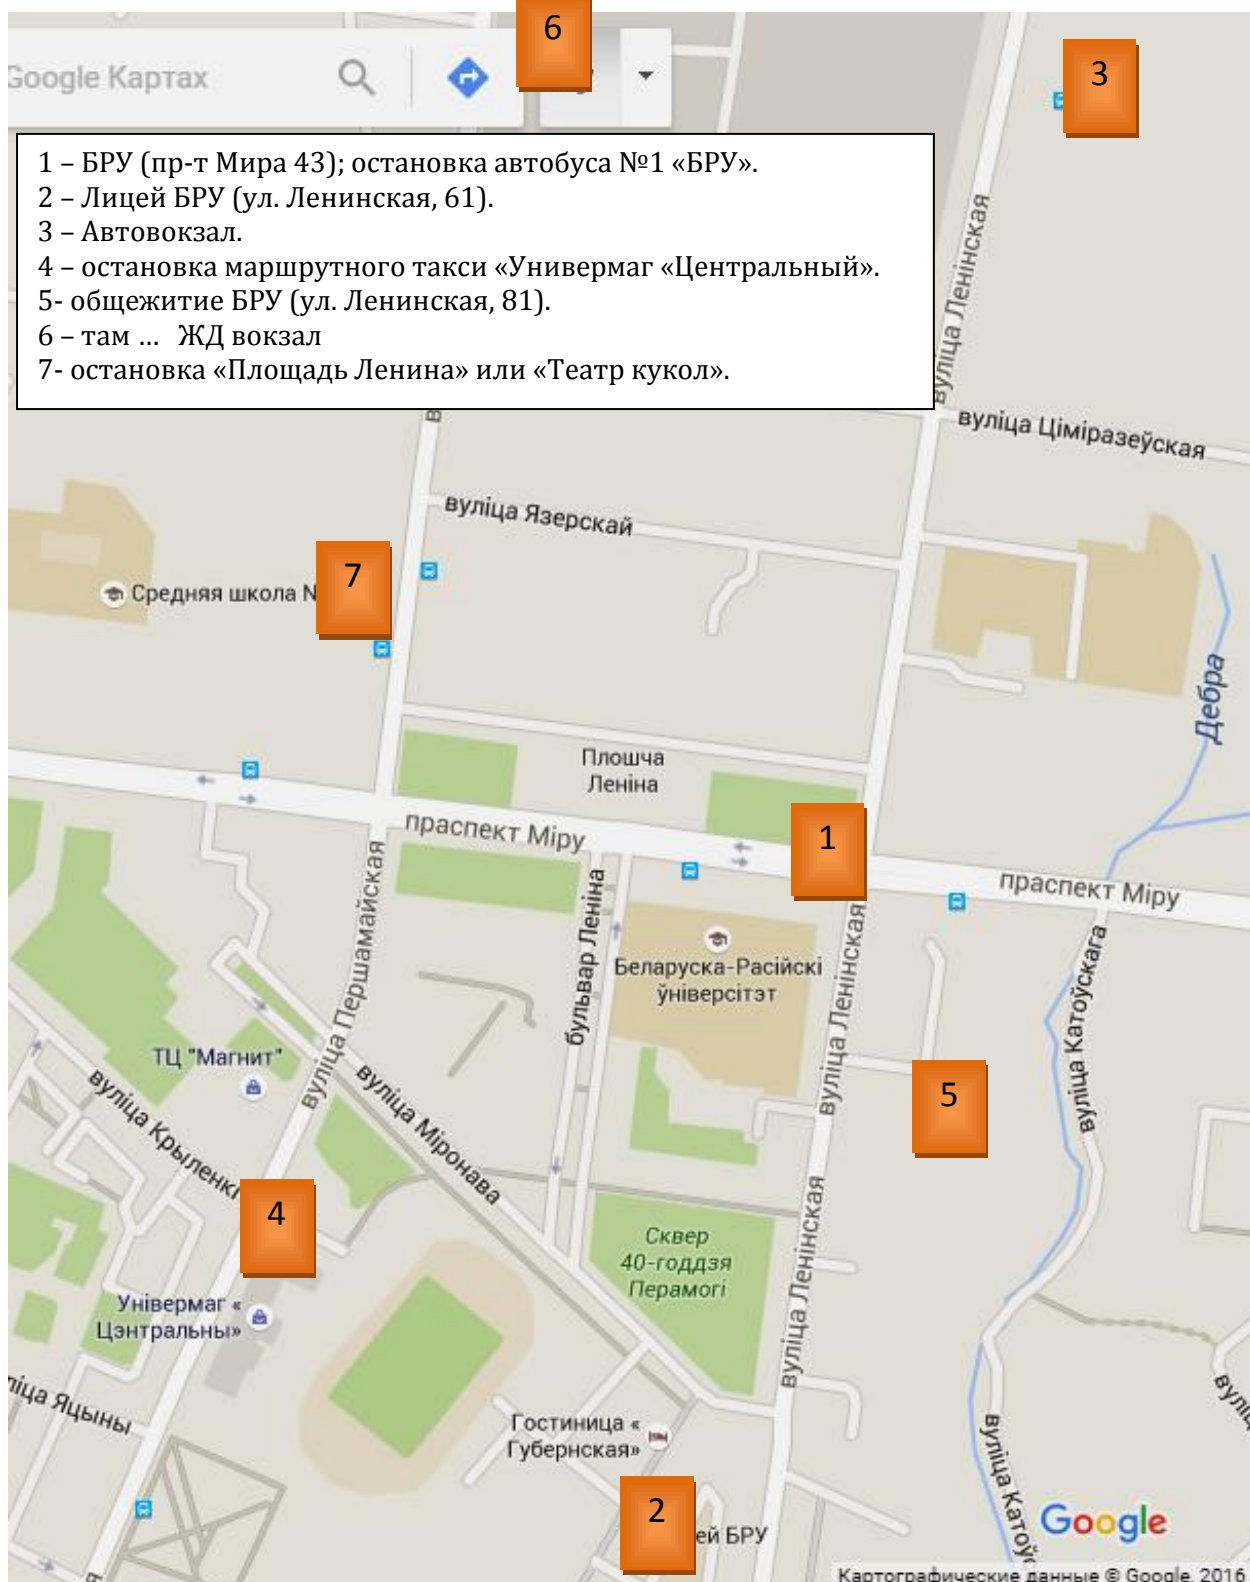 6
3
Google Картах
1 – БРУ (пр-т Мира 43); остановка автобуса №1 «БРУ».
2 – Лицей БРУ (ул. Ленинская, 61).
3 – Автовокзал.
4 – остановка маршрутного такси «Универмаг «Центральный».
5- общежитие БРУ (ул. Ленинская, 81).
6 – там … ЖД вокзал
7- остановка «Площадь Ленина» или «Театр кукол».
вуліца Ленінская
вуліца Ціміразеўская
вуліца Язерскай
7
Средняя школа
Дебра
Плошча
Леніна
праспект Міру
1
праспект Міру
вуліца Першамайская
бульвар Леніна
Беларуска-Расійскі
ўніверсітэт
вуліца Ленінская
вуліца Катоўскага
ТЦ "Магнит"
вуліца Міронава
вуліца Крыленкі
5
4
Сквер
40-годдзя
Перамогі
вуліца Ленінская
Універмаг «
Цэнтральны»
ліца Яцыны
Гостиница «
Губернская»
2
ей БРУ
вуліца Катоў
Google
Картографические данные © Google, 2016